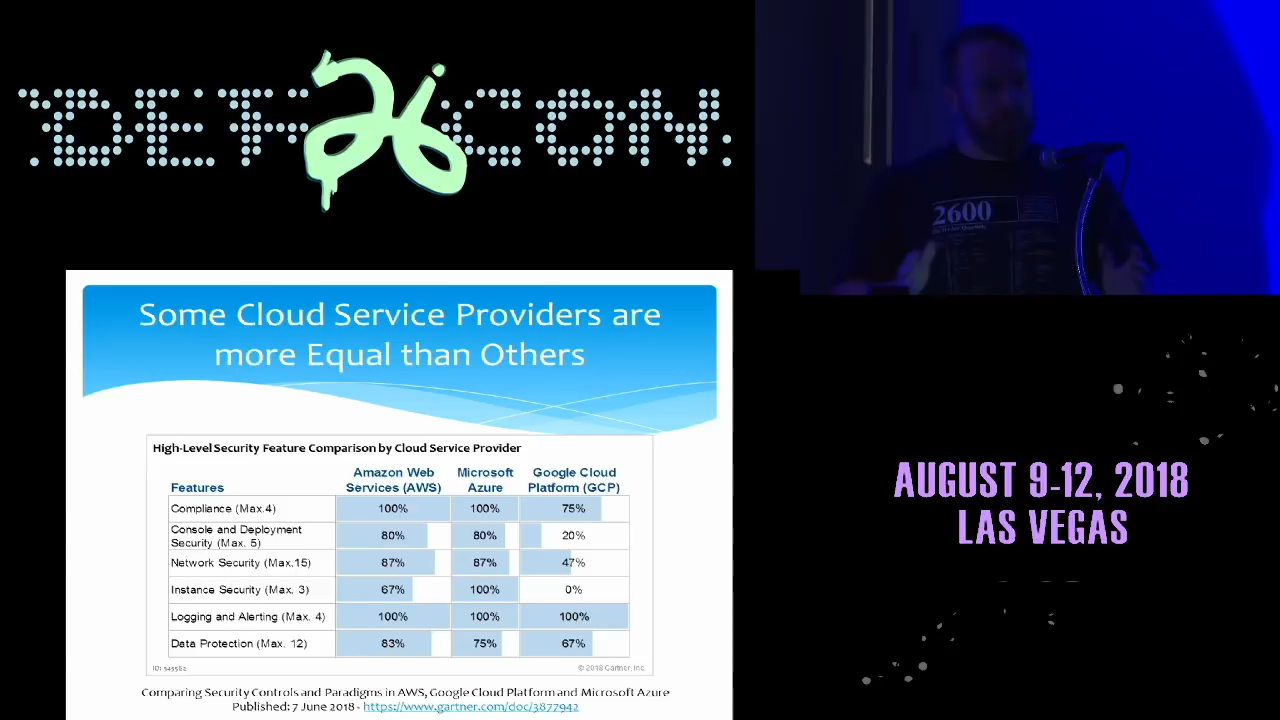 DEF CON
26
2600
Some Cloud Service Providers are
more Equal than Others
High-Level Security Feature Comparison by Cloud Service Provider
Features
Amazon Web
Services (AWS)
Microsoft
Azure
Google Cloud
Platform (GCP)
Compliance (Max.4) 100% 100% 75%
Console and Deployment
Security (Max. 5) 80% 80% 20%
Network Security (Max.15) 87% 87% 47%
Instance Security (Max. 3) 67% 100% 0%
Logging and Alerting (Max. 4) 100% 100% 100%
Data Protection (Max. 12) 83% 75% 67%
© 2018 Gartner, Inc.
Comparing Security Controls and Paradigms in AWS, Google Cloud Platform and Microsoft Azure
Published: 7 June 2018 - https://www.gartner.com/doc/3877942
AUGUST 9-12, 2018
LAS VEGAS